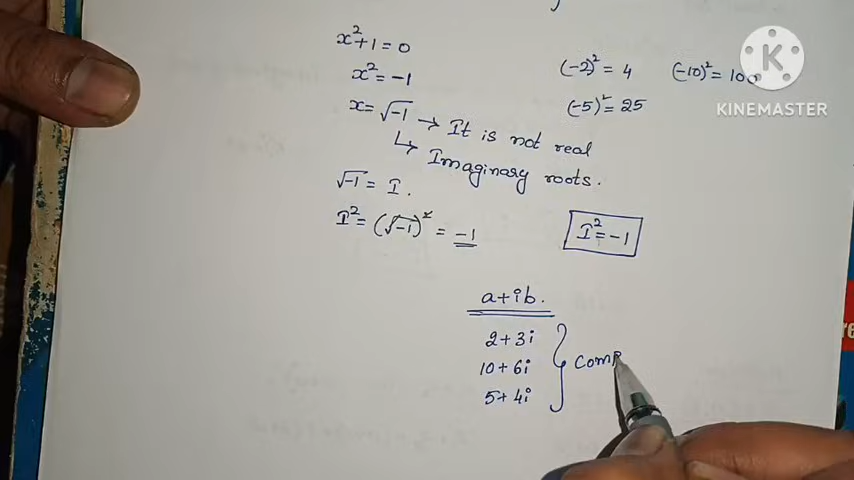 x²+1=0
x²=-1
(-2)²=4 (-10)²=100
x=√-1 → It is not real
(-5)²=25
↳ Imaginary roots.
√-1 = I.
I²=(√-1)² = -1
I²=-1
a+ib.
2+3i
10+6i
5+4i
Comp
KINEMASTER